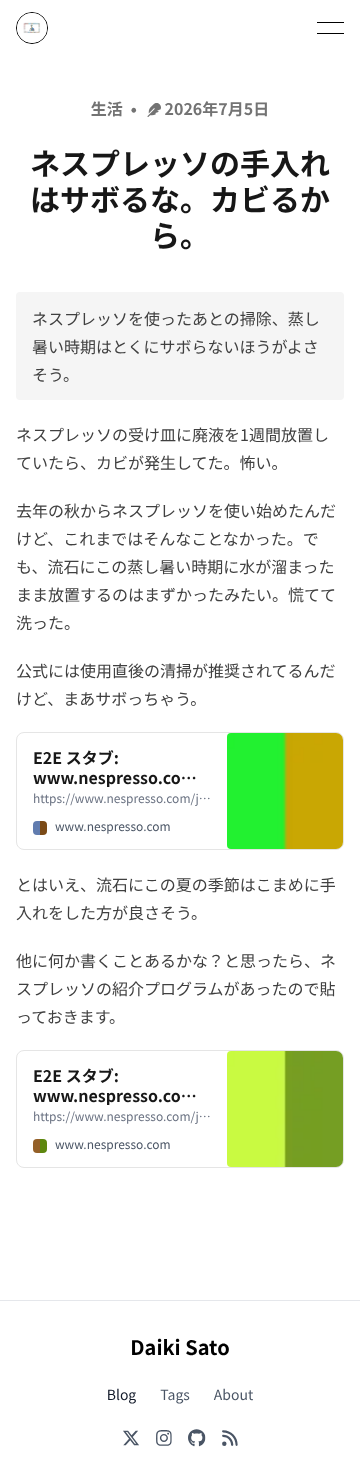 生活 • 2026年7月5日
ネスプレッソの手入れ
はサボるな。カビるか
ら。
ネスプレッソを使ったあとの掃除、蒸し
暑い時期はとくにサボらないほうがよさ
そう。
ネスプレッソの受け皿に廃液を1週間放置し
ていたら、カビが発生してた。怖い。
去年の秋からネスプレッソを使い始めたんだ
けど、これまではそんなことなかった。で
も、流石にこの蒸し暑い時期に水が溜まった
まま放置するのはまずかったみたい。慌てて
洗った。
公式には使用直後の清掃が推奨されてるんだ
けど、まあサボっちゃう。
E2E スタブ:
www.nespresso.co…
https://www.nespresso.com/j…
www.nespresso.com
とはいえ、流石にこの夏の季節はこまめに手
入れをした方が良さそう。
他に何か書くことあるかな？と思ったら、ネ
スプレッソの紹介プログラムがあったので貼
っておきます。
E2E スタブ:
www.nespresso.co…
https://www.nespresso.com/j…
www.nespresso.com
Daiki Sato
Blog Tags About